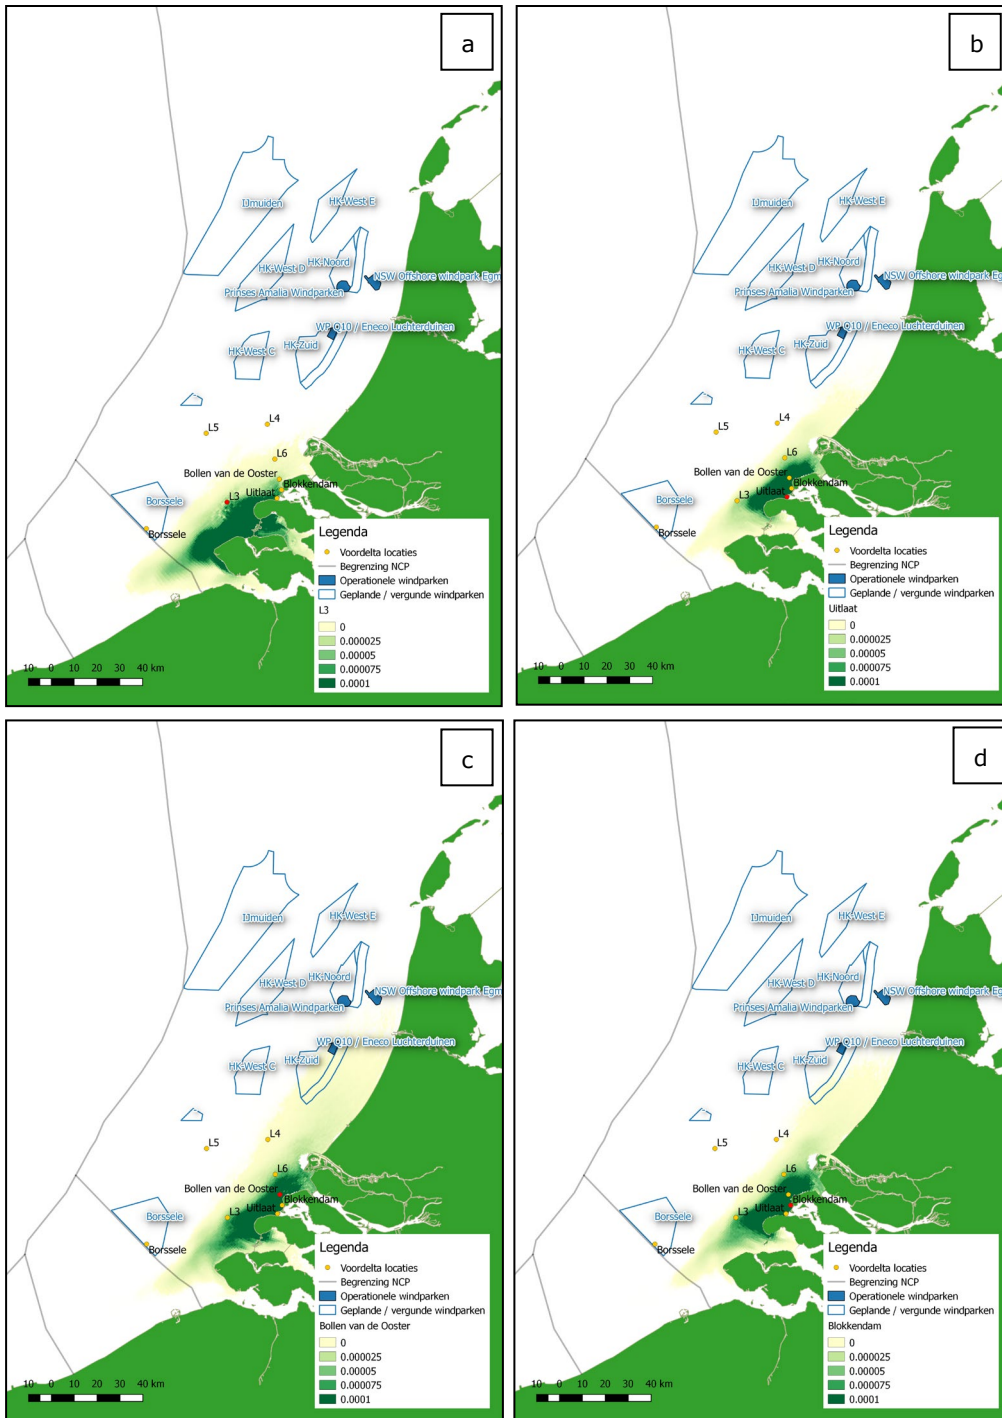 a
IJmuiden
HK-West E
HK-Noord
HK-West D
NSW Offshore windpark Egm
Prinses Amalia Windparken
WP Q10 / Eneco Luchterduinen
HK-Zuid
HK-West C
L4
L5
L6
Bollen van de Ooster
Blokkendam
Uitlaat
L3
Borssele
Borssele
Legenda
Voordelta locaties
Begrenzing NCP
Operationele windparken
Geplande / vergunde windparken
L3
0
0.000025
0.00005
0.000075
0.0001
10 0 10 20 30 40 km
b
IJmuiden
HK-West E
HK-Noord
HK-West D
NSW Offshore windpark Egm
Prinses Amalia Windparken
WP Q10 / Eneco Luchterduinen
HK-Zuid
HK-West C
L4
L5
L6
Bollen van de Ooster
Blokkendam
Uitlaat
L3
Borssele
Borssele
Legenda
Voordelta locaties
Begrenzing NCP
Operationele windparken
Geplande / vergunde windparken
Uitlaat
0
0.000025
0.00005
0.000075
0.0001
10 0 10 20 30 40 km
c
IJmuiden
HK-West E
HK-Noord
HK-West D
NSW Offshore windpark Egm
Prinses Amalia Windparken
WP Q10 / Eneco Luchterduinen
HK-Zuid
HK-West C
L4
L5
L6
Bollen van de Ooster
Blokkendam
Uitlaat
L3
Borssele
Borssele
Legenda
Voordelta locaties
Begrenzing NCP
Operationele windparken
Geplande / vergunde windparken
Bollen van de Ooster
0
0.000025
0.00005
0.000075
0.0001
10 0 10 20 30 40 km
d
IJmuiden
HK-West E
HK-Noord
HK-West D
NSW Offshore windpark Egm
Prinses Amalia Windparken
WP Q10 / Eneco Luchterduinen
HK-Zuid
HK-West C
L4
L5
L6
Bollen van de Ooster
Blokkendam
Uitlaat
L3
Borssele
Borssele
Legenda
Voordelta locaties
Begrenzing NCP
Operationele windparken
Geplande / vergunde windparken
Blokkendam
0
0.000025
0.00005
0.000075
0.0001
10 0 10 20 30 40 km